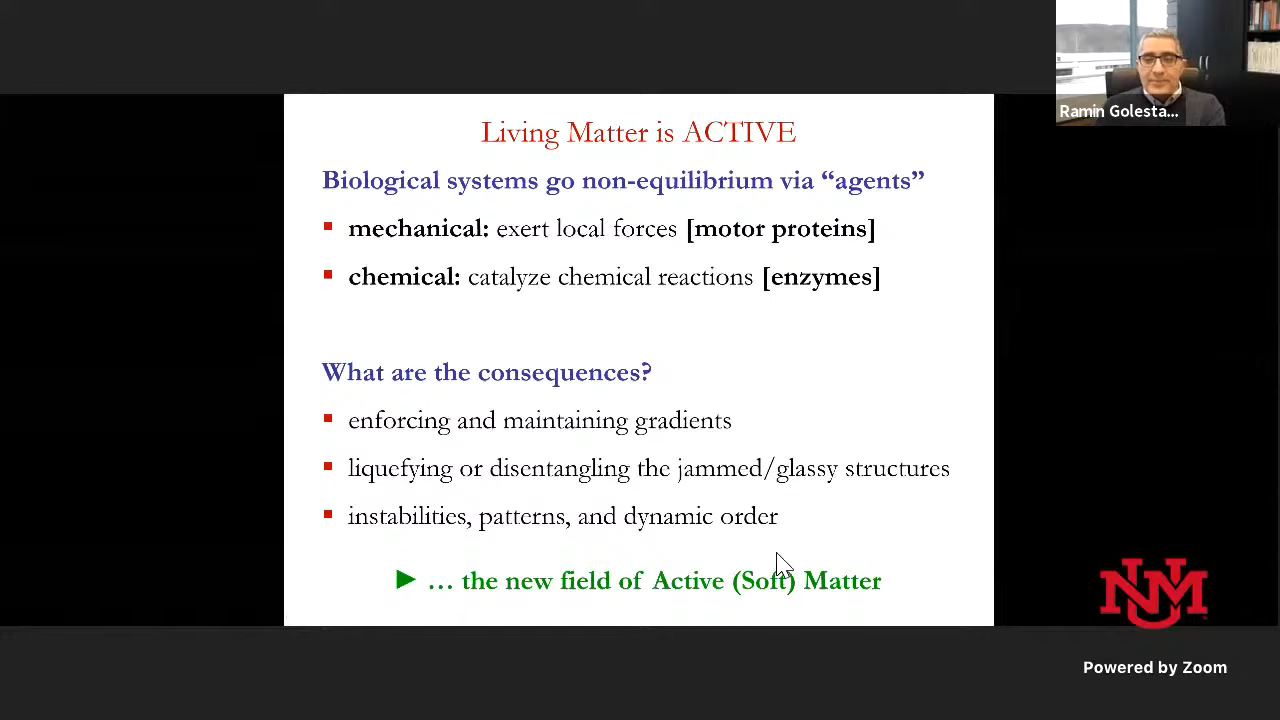 Ramin Golesta...
Living Matter is ACTIVE
Biological systems go non-equilibrium via “agents”
▪ mechanical: exert local forces [motor proteins]
▪ chemical: catalyze chemical reactions [enzymes]
What are the consequences?
▪ enforcing and maintaining gradients
▪ liquefying or disentangling the jammed/glassy structures
▪ instabilities, patterns, and dynamic order
► … the new field of Active (Soft) Matter
UNM
Powered by Zoom